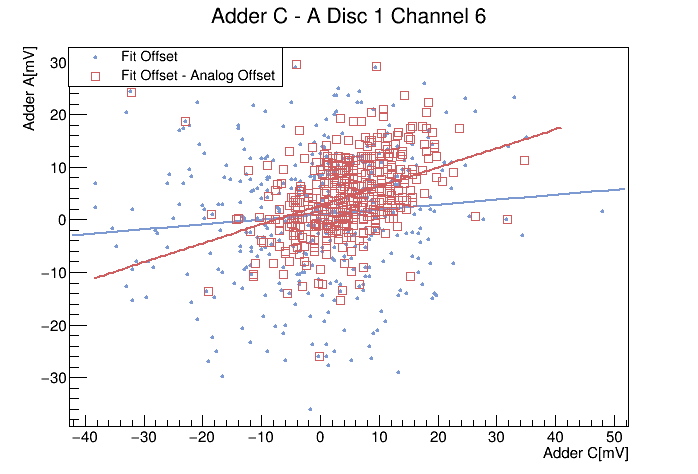 Adder C - A Disc 1 Channel 6
Adder A[mV]
Fit Offset
Fit Offset - Analog Offset
30
20
10
0
−10
−20
−30
−40 −30 −20 −10 0 10 20 30 40 50
Adder C[mV]